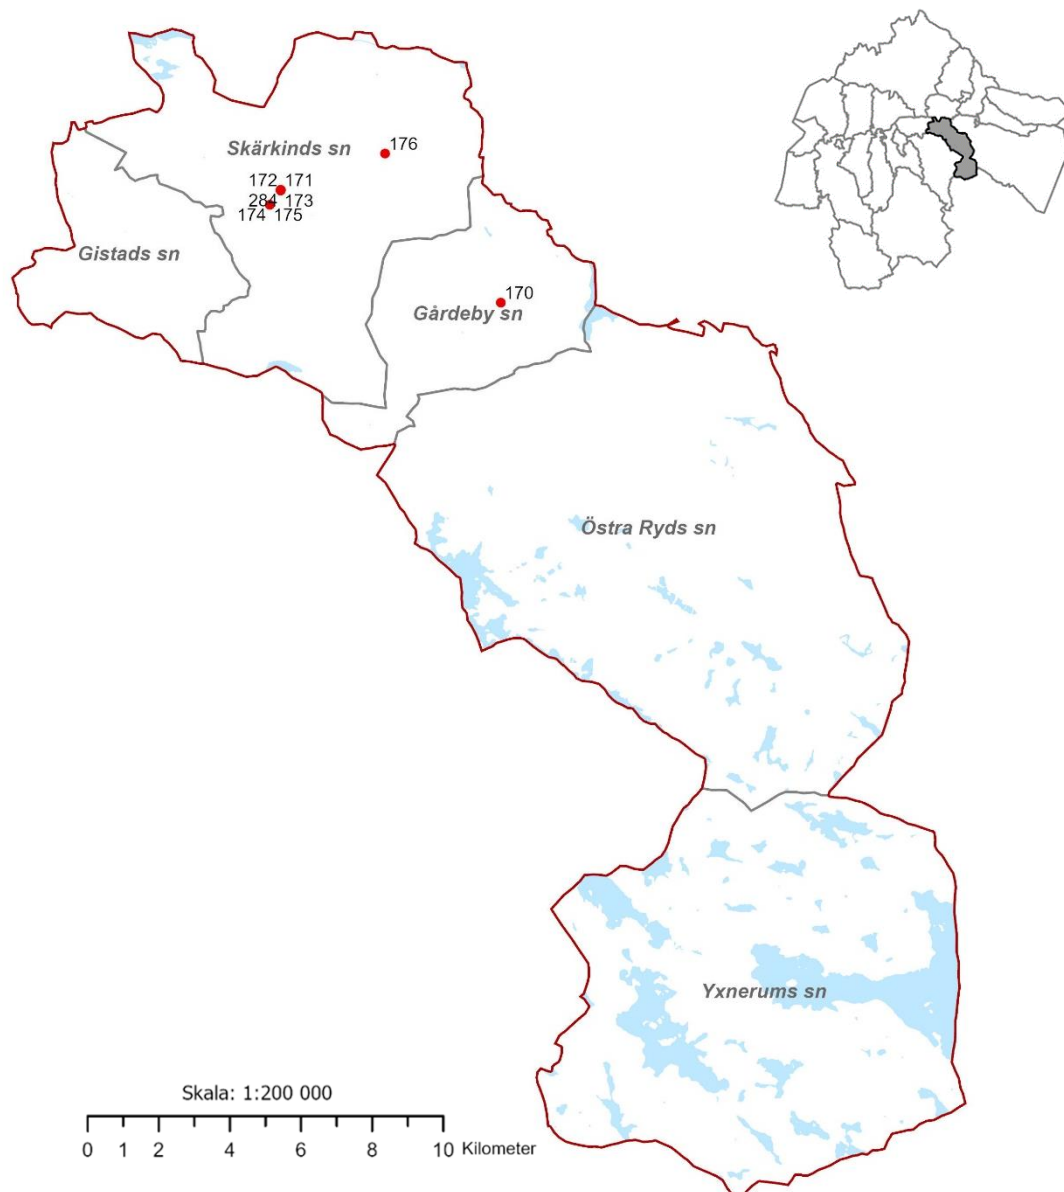 Skärkinds sn
176
172 171
284 173
174 175
Gistads sn
170
Gårdeby sn
Östra Ryds sn
Yxnerums sn
Skala: 1:200 000
0 1 2 4 6 8 10 Kilometer